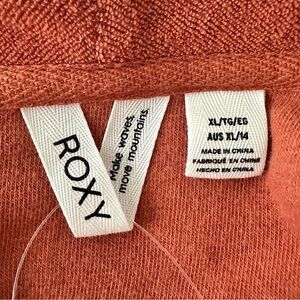 ROXY
Make waves,
move mountains.
XL/TG/EG
AUS XL/14
MADE IN CHINA
FABRIQUÉ EN CHINE
HECHO EN CHINA